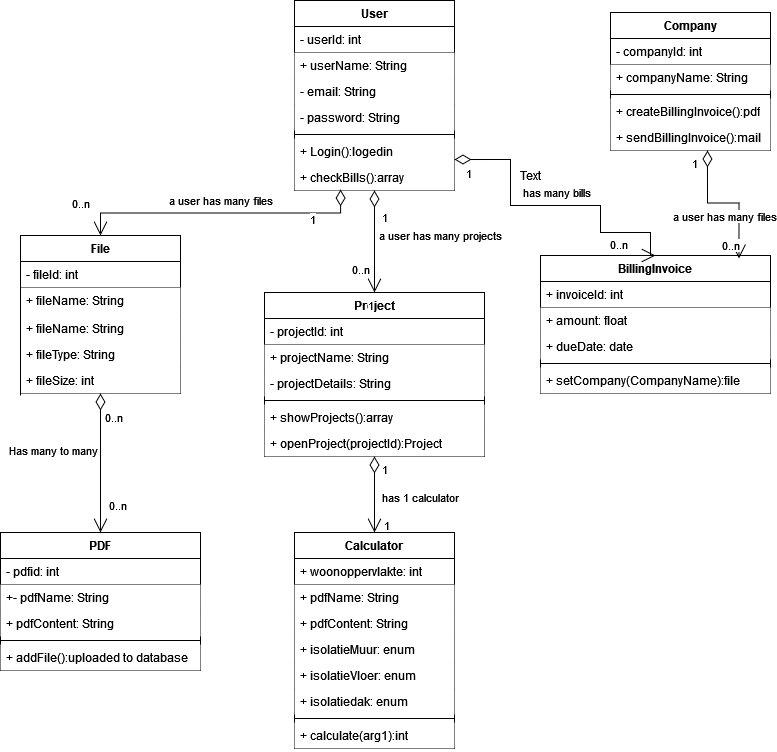 User
- userId: int
+ userName: String
- email: String
- password: String
+ Login():logedin
+ checkBills():array
Company
- companyId: int
+ companyName: String
+ createBillingInvoice():pdf
+ sendBillingInvoice():mail
1
Text
has many bills
0..n
1
a user has many files
0..n
a user has many files
0..n
1
1
a user has many projects
0..n
File
- fileId: int
+ fileName: String
+ fileName: String
+ fileType: String
+ fileSize: int
BillingInvoice
+ invoiceId: int
+ amount: float
+ dueDate: date
+ setCompany(CompanyName):file
Project
1
- projectId: int
+ projectName: String
- projectDetails: String
+ showProjects():array
+ openProject(projectId):Project
0..n
Has many to many
0..n
1
has 1 calculator
1
PDF
- pdfid: int
+- pdfName: String
+ pdfContent: String
+ addFile():uploaded to database
Calculator
+ woonoppervlakte: int
+ pdfName: String
+ pdfContent: String
+ isolatieMuur: enum
+ isolatieVloer: enum
+ isolatiedak: enum
+ calculate(arg1):int